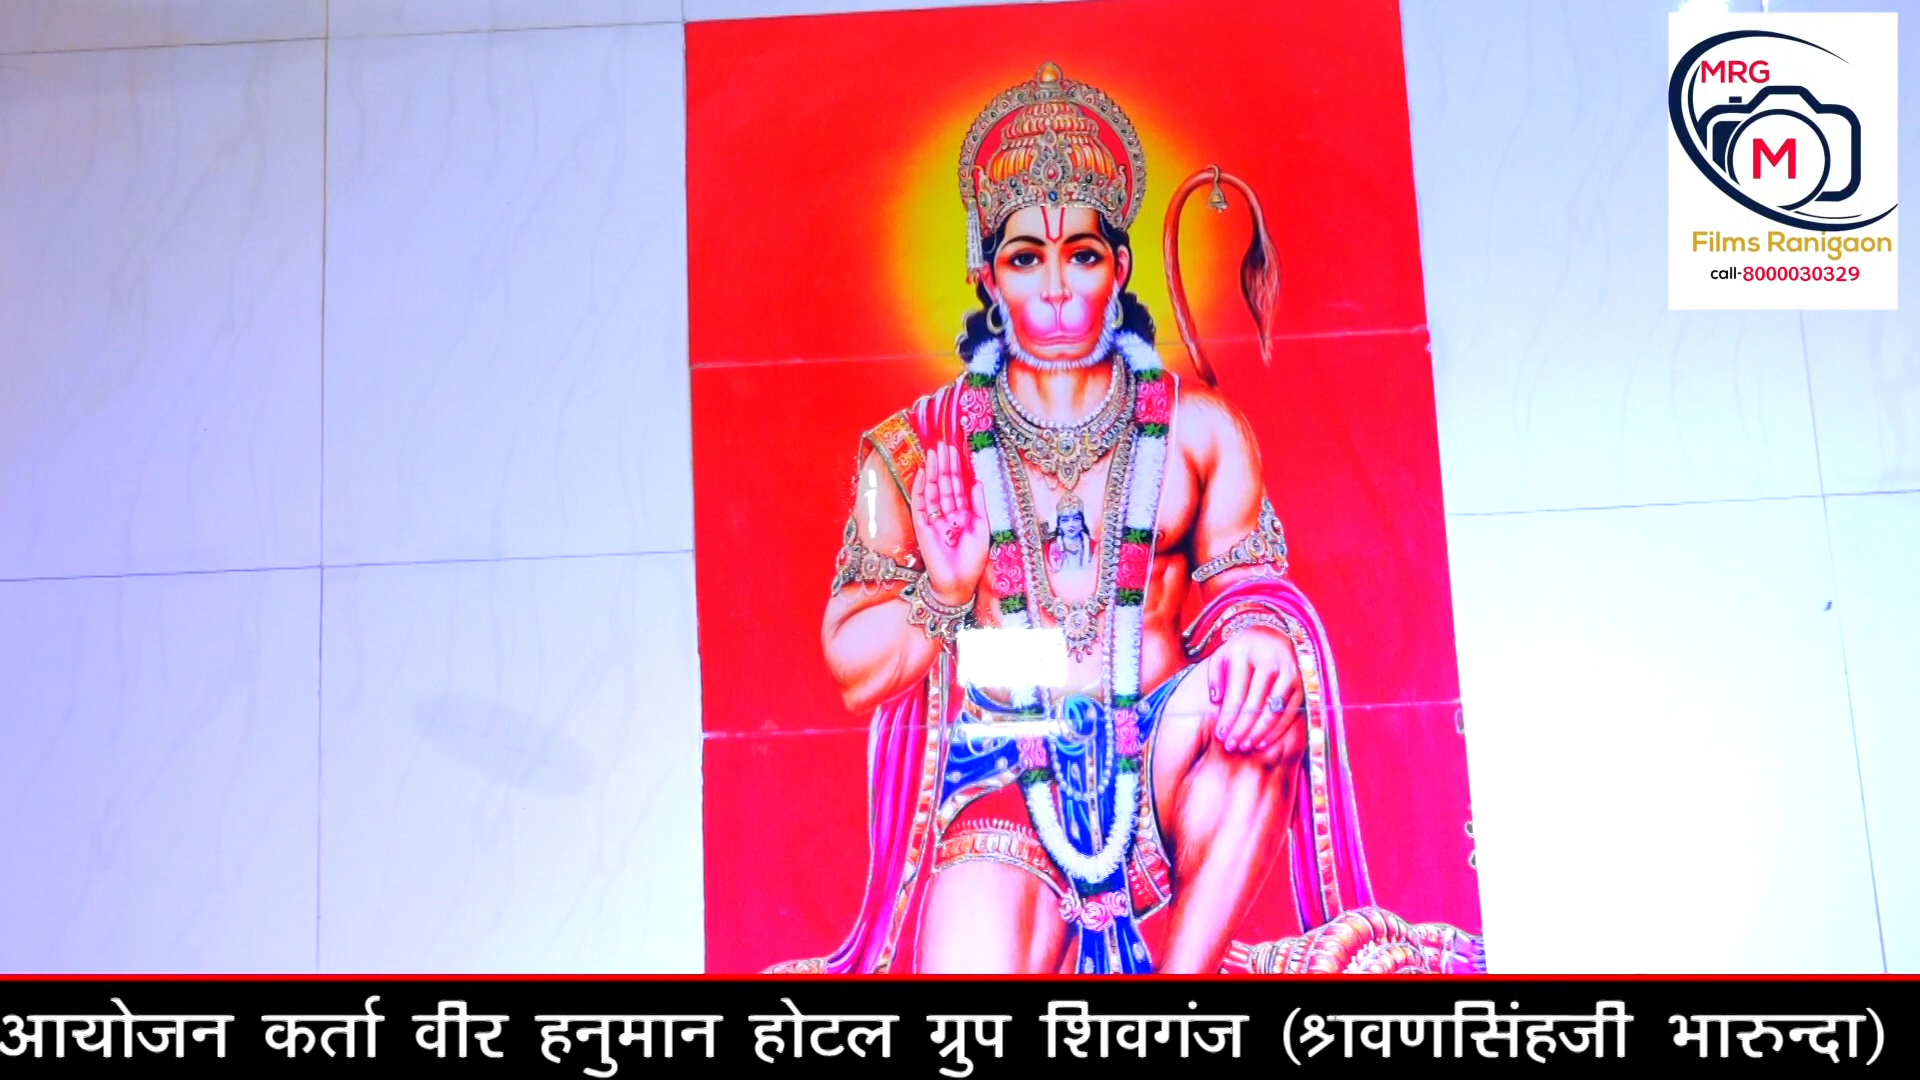 MRG
M
Films Ranigaon
call-8000030329
आयोजन कर्ता वीर हनुमान होटल ग्रुप शिवगंज (श्रावणसिंहजी भारुन्दा)